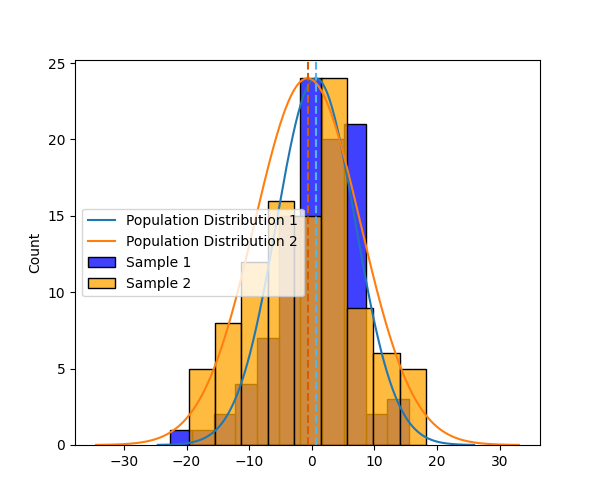 25
20
15
10
5
0
Count
Population Distribution 1
Population Distribution 2
Sample 1
Sample 2
−30 −20 −10 0 10 20 30